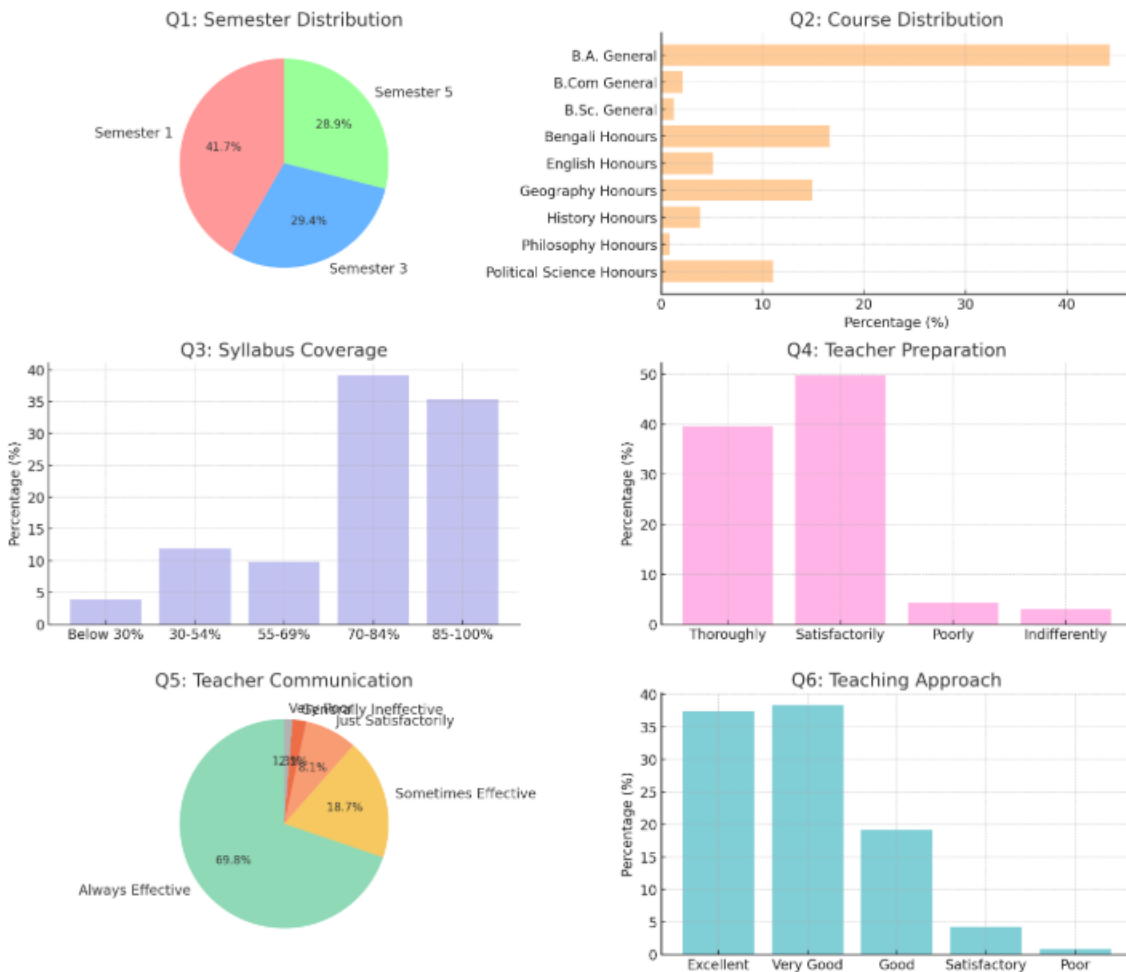 Q1: Semester Distribution
Semester 5
28.9%
Semester 1
41.7%
29.4%
Semester 3
Q2: Course Distribution
B.A. General
B.Com General
B.Sc. General
Bengali Honours
English Honours
Geography Honours
History Honours
Philosophy Honours
Political Science Honours
0 10 20 30 40
Percentage (%)
Q3: Syllabus Coverage
Percentage (%)
40
35
30
25
20
15
10
5
0
Below 30% 30-54% 55-69% 70-84% 85-100%
Q4: Teacher Preparation
Percentage (%)
50
40
30
20
10
0
Thoroughly Satisfactorily Poorly Indifferently
Q5: Teacher Communication
Very Poor
Generally Ineffective
Just Satisfactorily
8.1%
Sometimes Effective
18.7%
69.8%
Always Effective
Q6: Teaching Approach
Percentage (%)
40
35
30
25
20
15
10
5
0
Excellent Very Good Good Satisfactory Poor